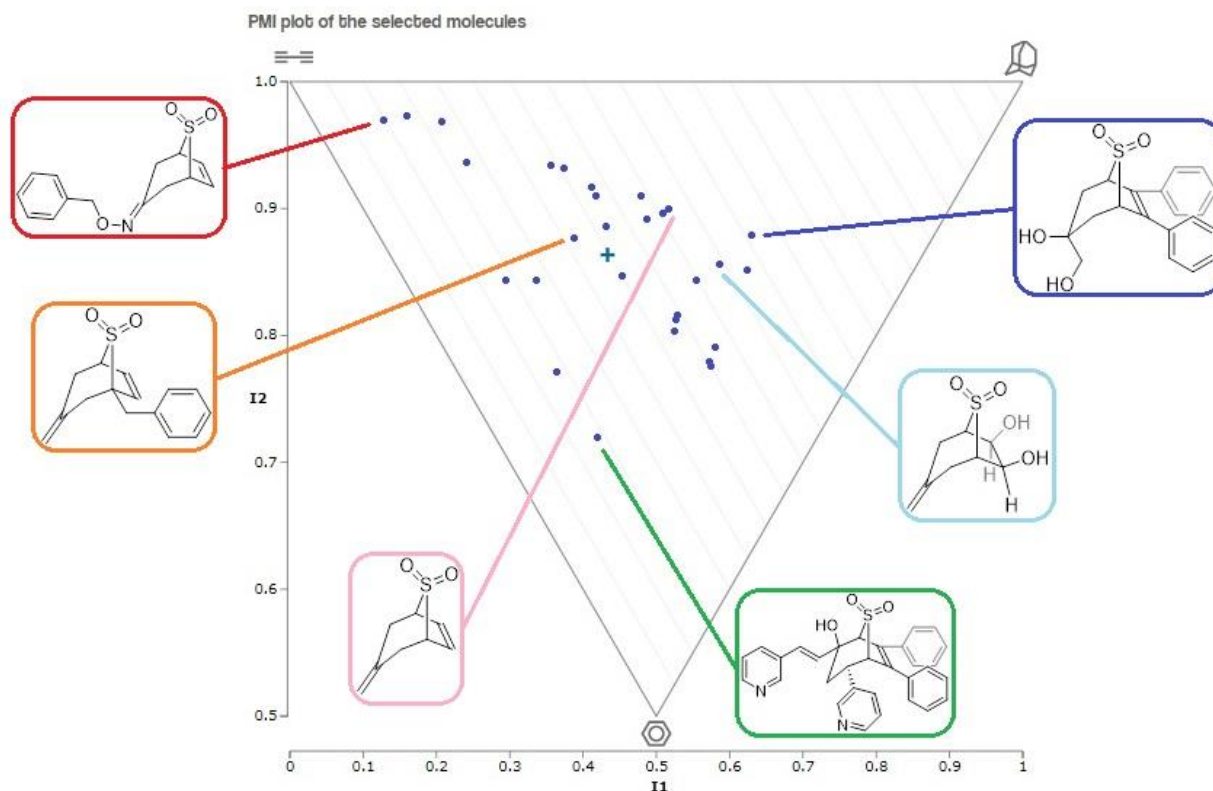 PMI plot of the selected molecules
1.0
0.9
0.8
I2
0.7
0.6
0.5
0
0.1
0.2
0.3
0.4
0.5
0.6
0.7
0.8
0.9
1
I1
O O
S
O-N
O O
S
O O
S
O O
S
HO
HO
O O
S
OH
OH
H
H
O O
S
HO
N
N